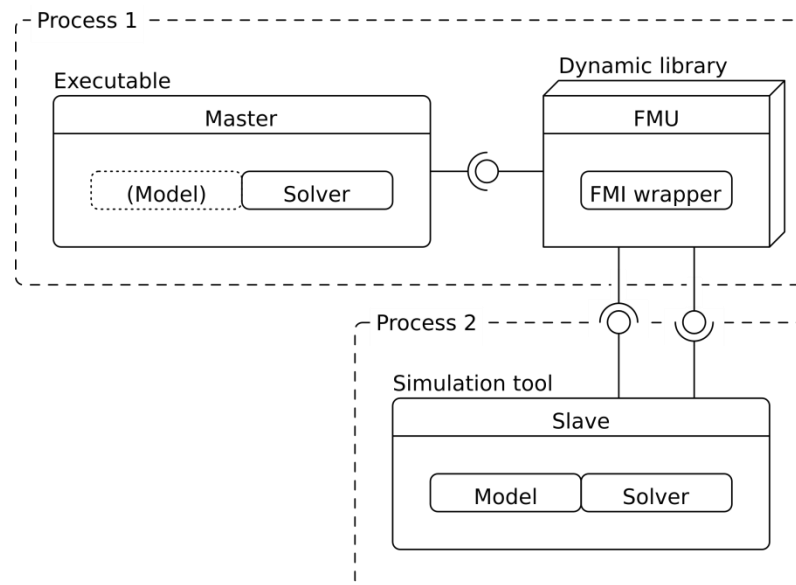 Process 1
Executable
Dynamic library
Master
FMU
(Model)
Solver
FMI wrapper
Process 2
Simulation tool
Slave
Model
Solver